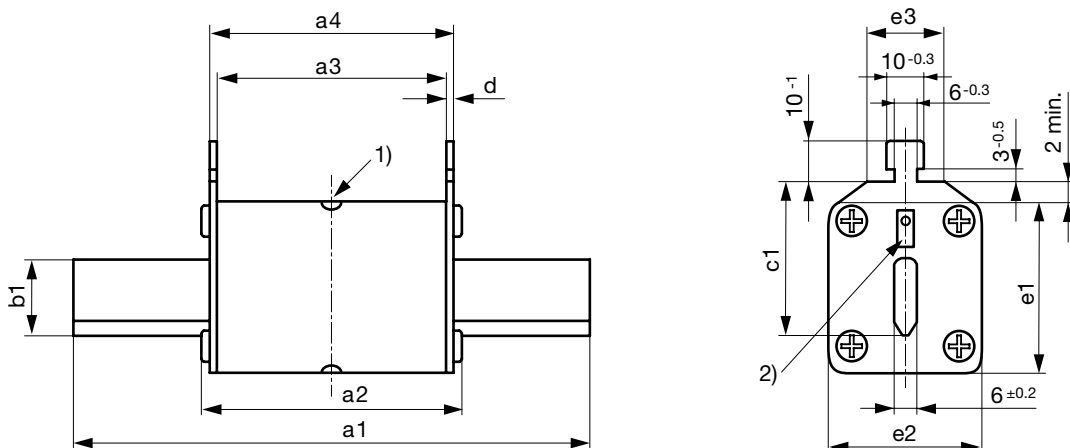 a4
a3
d
1)
b1
a2
a1
e3
10 -0.3
6 -0.3
10 -1
3 -0.5
2 min.
c1
e1
2)
6 ±0.2
e2